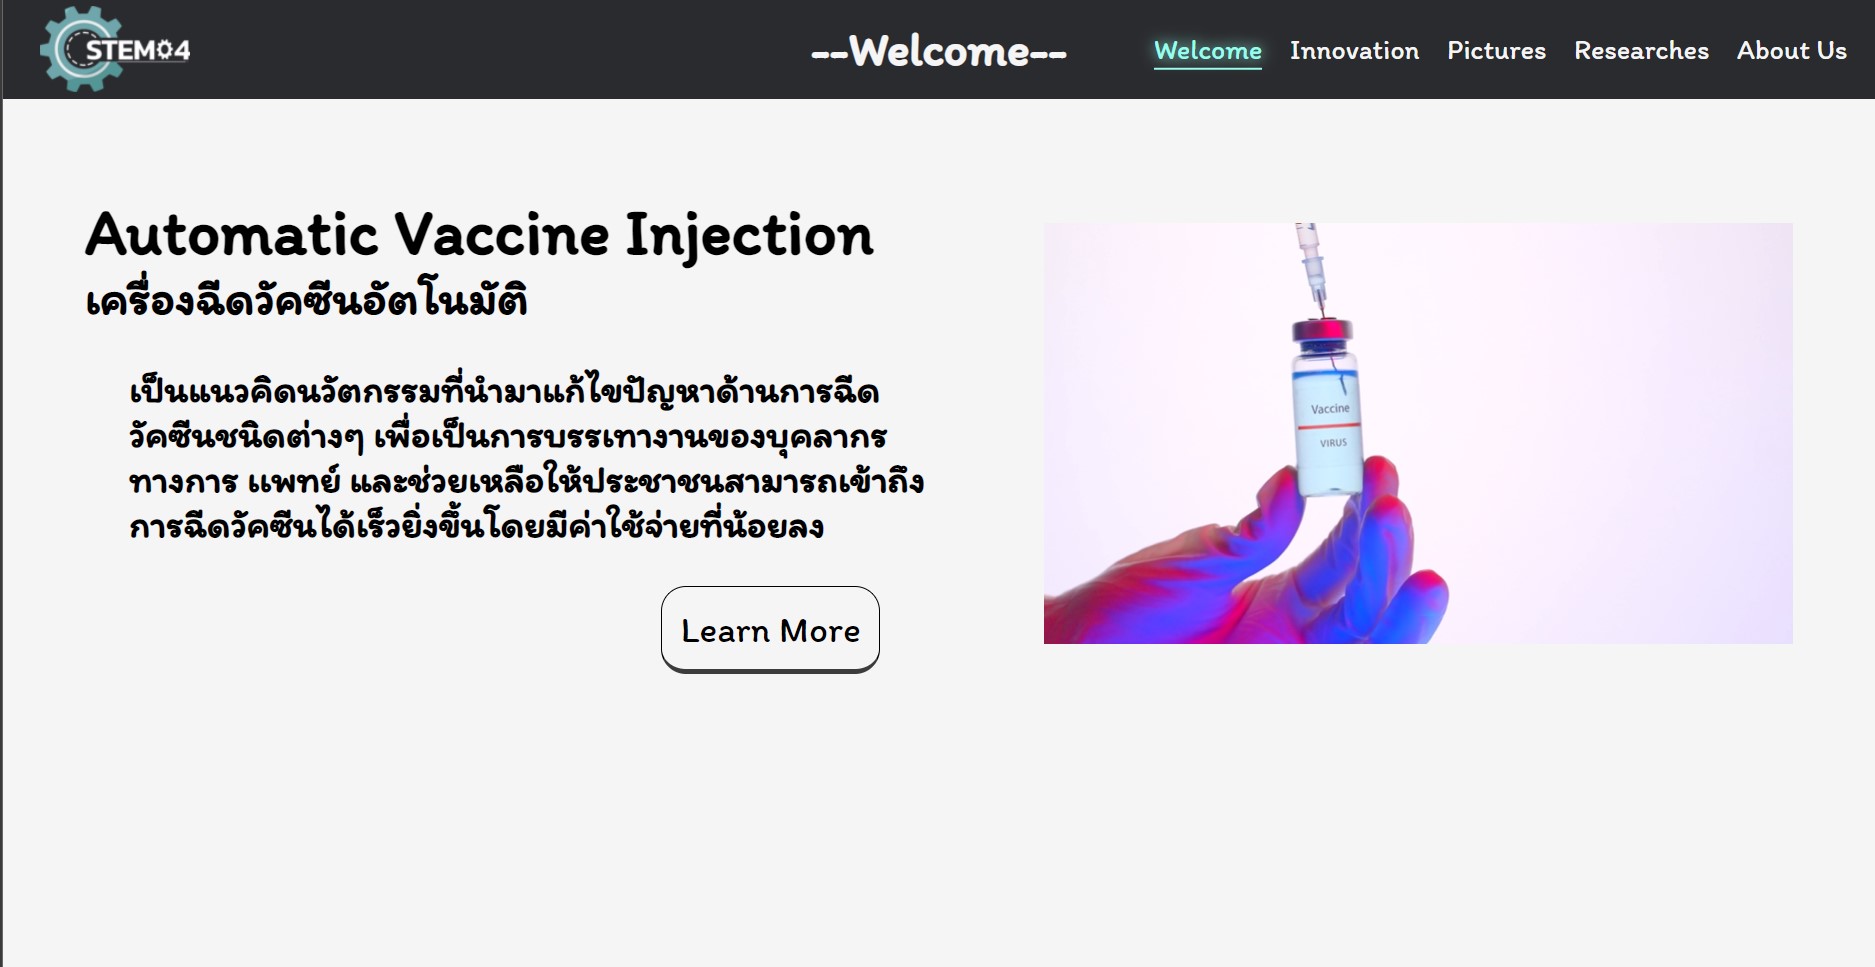 STEM04
--Welcome--
Welcome Innovation Pictures Researches About Us
Automatic Vaccine Injection
เครื่องฉีดวัคซีนอัตโนมัติ
เป็นแนวคิดนวัตกรรมที่นำมาแก้ไขปัญหาด้านการฉีด
วัคซีนชนิดต่างๆ เพื่อเป็นการบรรเทางานของบุคลากร
ทางการ แพทย์ และช่วยเหลือให้ประชาชนสามารถเข้าถึง
การฉีดวัคซีนได้เร็วยิ่งขึ้นโดยมีค่าใช้จ่ายที่น้อยลง
Learn More
Vaccine
VIRUS